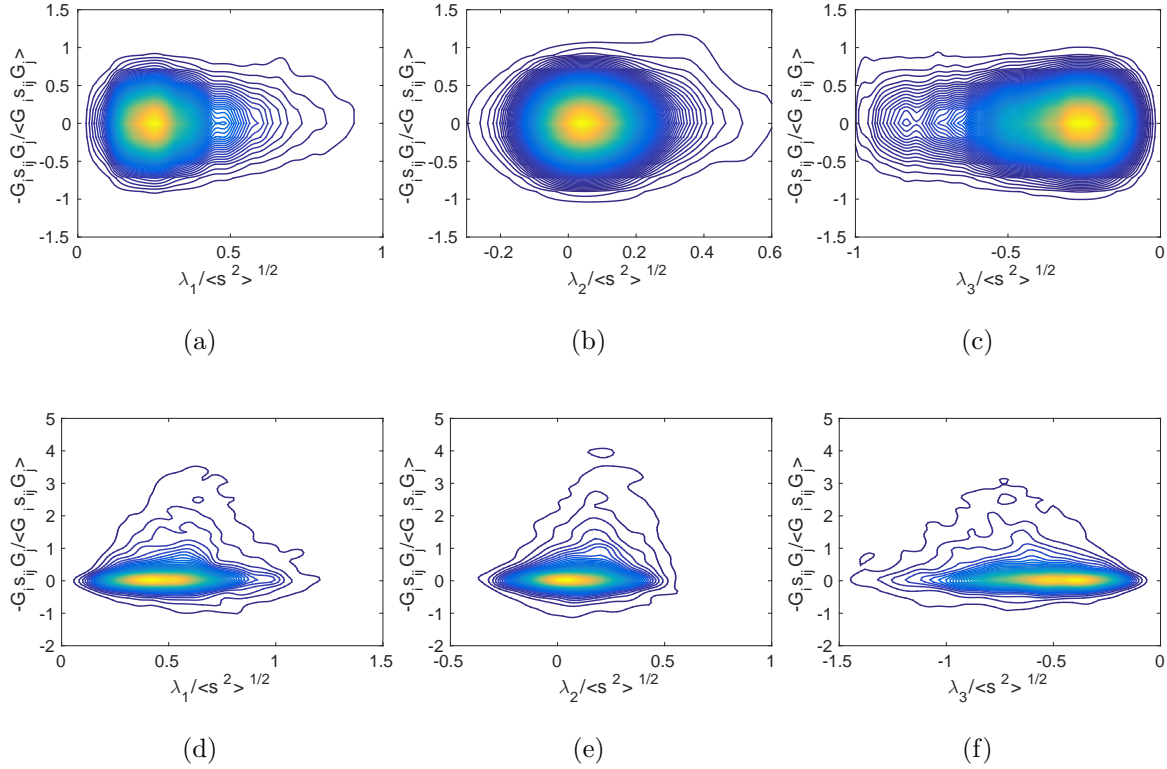 1.5
1
0.5
0
-0.5
-1
-1.5
0 0.5 1
-G_i s_ij G_j/<G_i s_ij G_j>
λ_1/<s^2>^1/2
(a)
1.5
1
0.5
0
-0.5
-1
-1.5
-0.2 0 0.2 0.4 0.6
-G_i s_ij G_j/<G_i s_ij G_j>
λ_2/<s^2>^1/2
(b)
1.5
1
0.5
0
-0.5
-1
-1.5
-1 -0.5 0
-G_i s_ij G_j/<G_i s_ij G_j>
λ_3/<s^2>^1/2
(c)
5
4
3
2
1
0
-1
-2
0 0.5 1 1.5
-G_i s_ij G_j/<G_i s_ij G_j>
λ_1/<s^2>^1/2
(d)
5
4
3
2
1
0
-1
-2
-0.5 0 0.5 1
-G_i s_ij G_j/<G_i s_ij G_j>
λ_2/<s^2>^1/2
(e)
5
4
3
2
1
0
-1
-2
-1.5 -1 -0.5 0
-G_i s_ij G_j/<G_i s_ij G_j>
λ_3/<s^2>^1/2
(f)